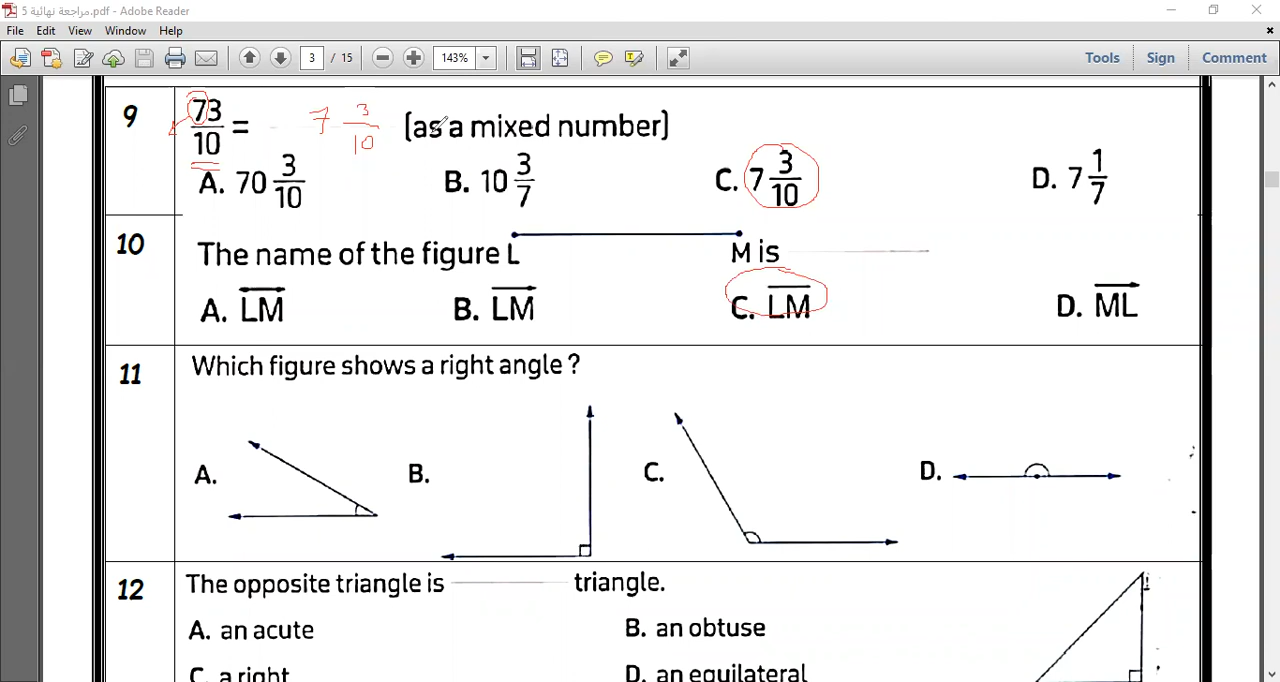 مراجعة نهائية 5.pdf - Adobe Reader
File Edit View Window Help
3 / 15 143% Tools Sign Comment
9 73/10 = 7 3/10 [as a mixed number]
A. 70 3/10 B. 10 3/7 C. 7 3/10 D. 7 1/7
10 The name of the figure L M is
A. LM B. LM C. LM D. ML
11 Which figure shows a right angle ?
A. B. C. D.
12 The opposite triangle is triangle.
A. an acute B. an obtuse
C. a right D. an equilateral